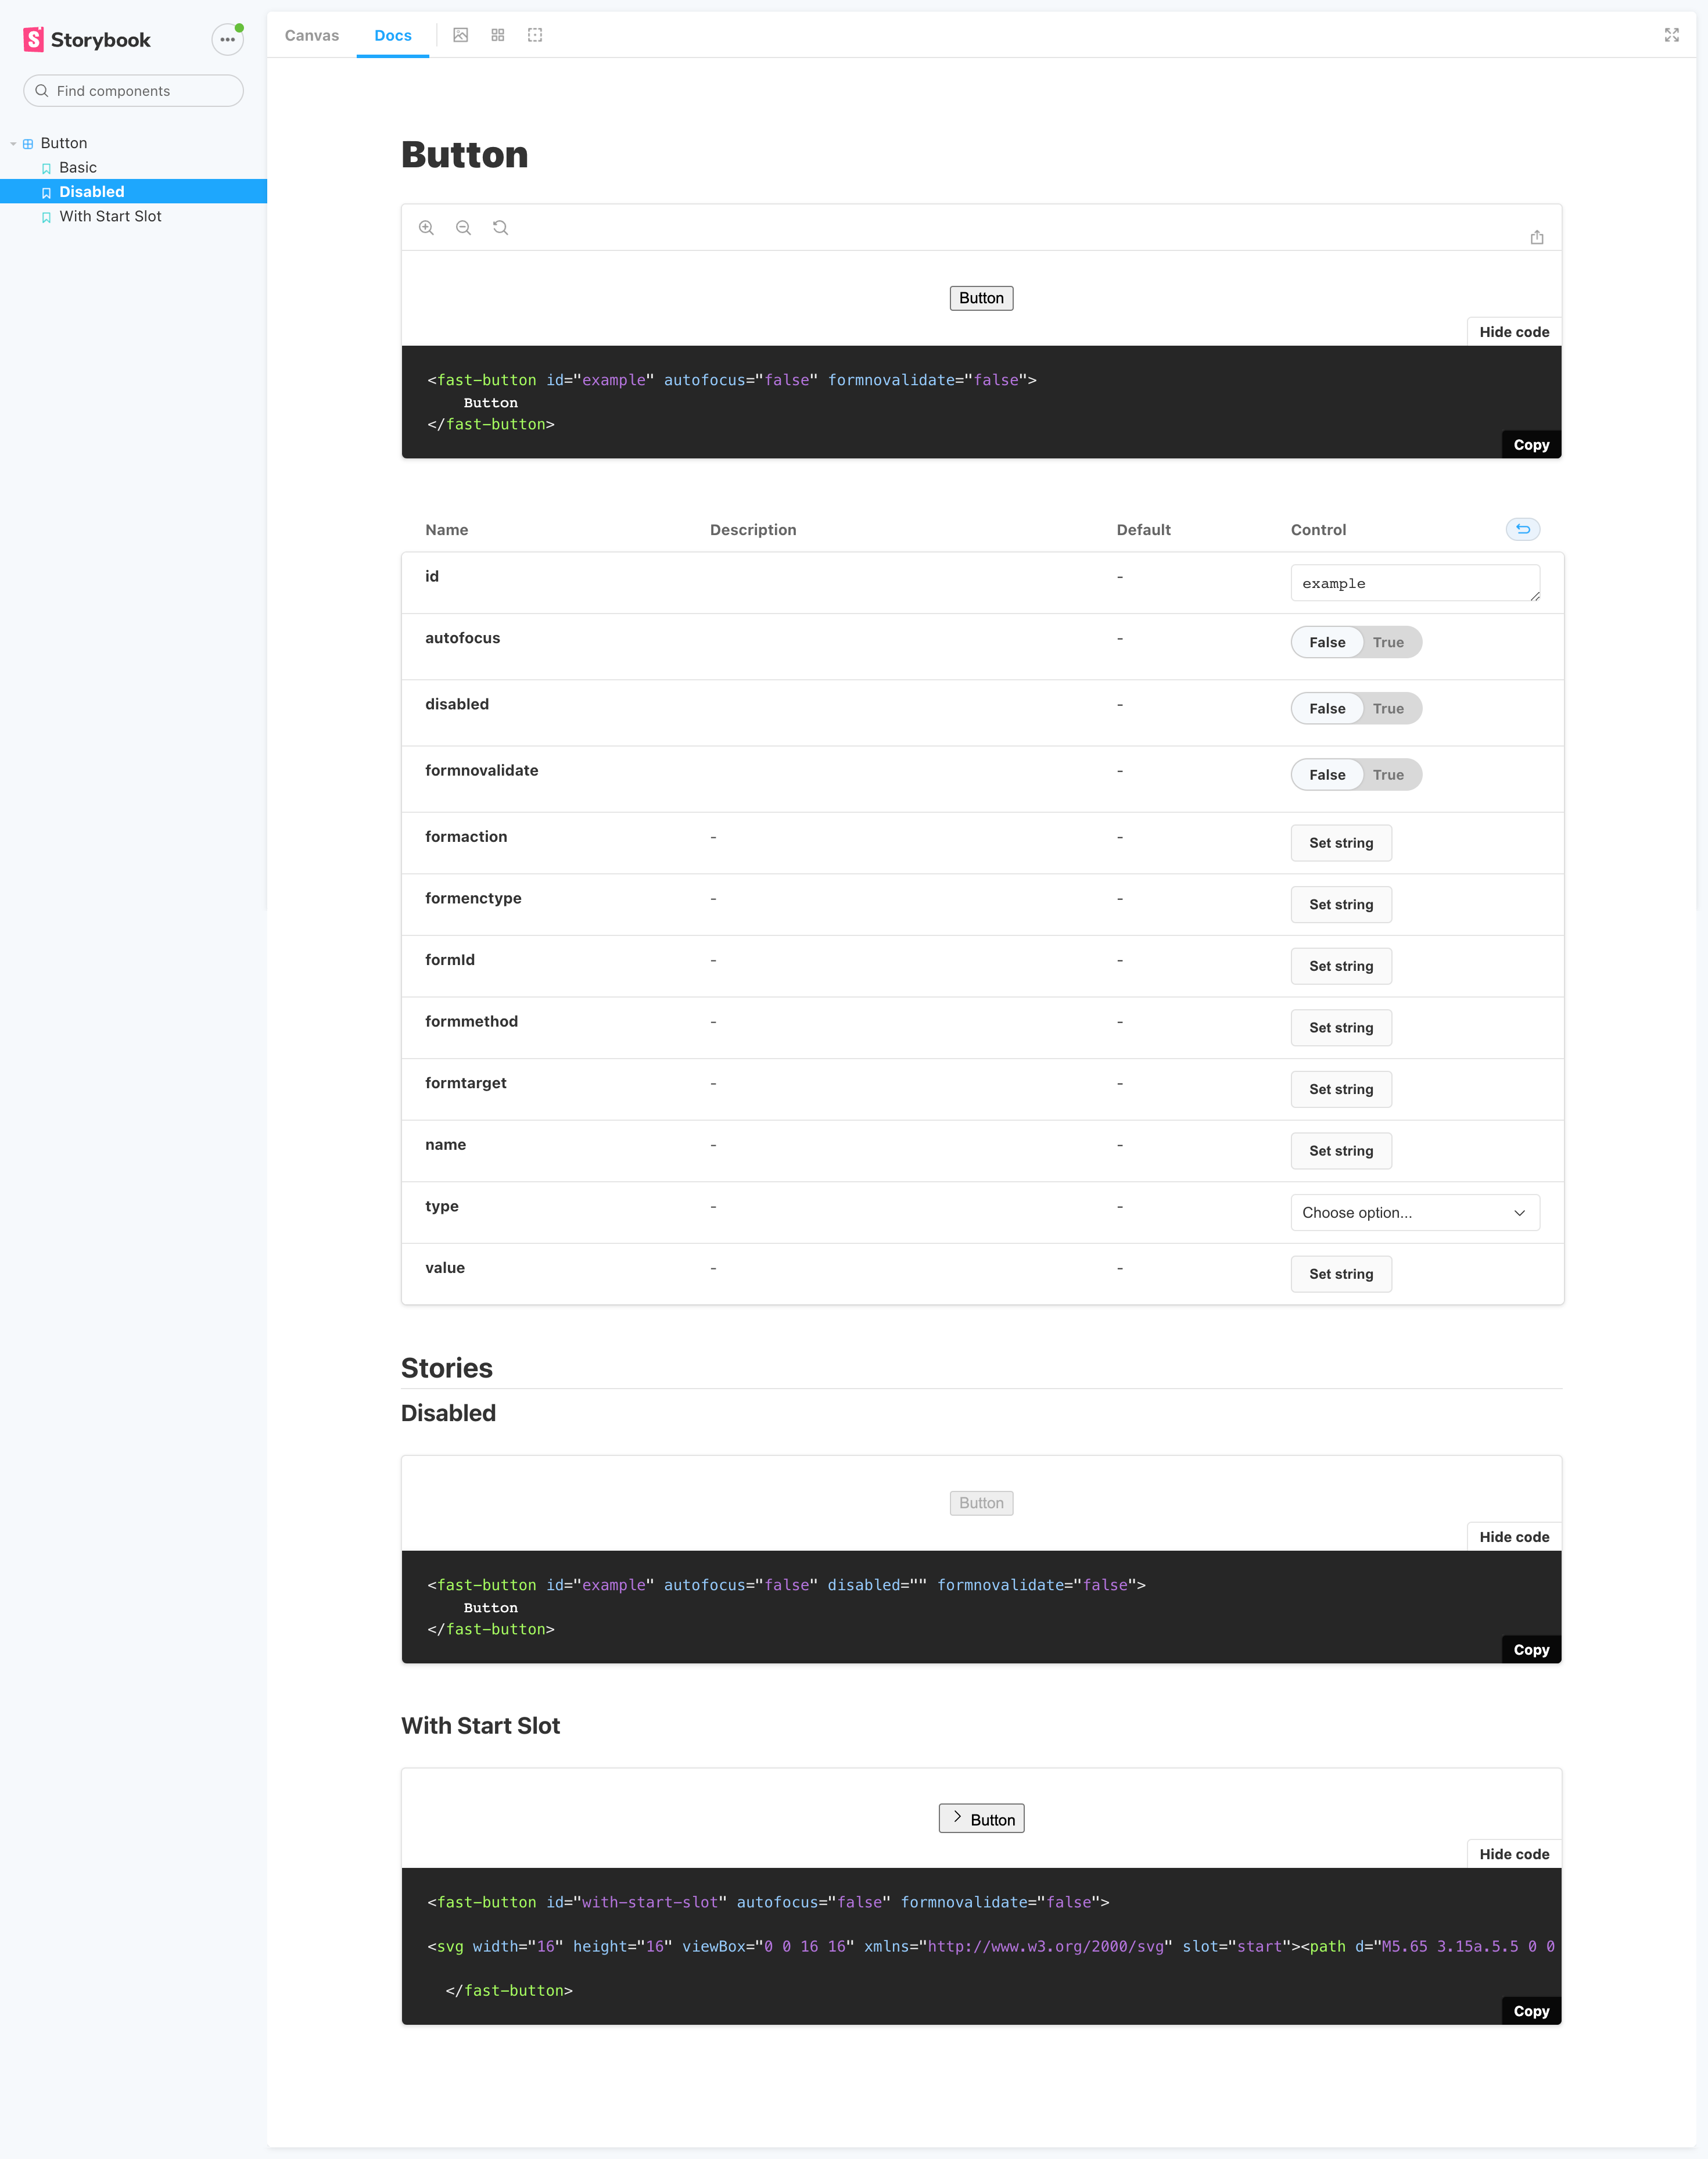 Storybook
Find components
Button
Basic
Disabled
With Start Slot
Canvas Docs
Button
Button
Hide code
<fast-button id="example" autofocus="false" formnovalidate="false">
Button
</fast-button>
Copy
Name Description Default Control
id - example
autofocus - False True
disabled - False True
formnovalidate - False True
formaction - - Set string
formenctype - - Set string
formId - - Set string
formmethod - - Set string
formtarget - - Set string
name - - Set string
type - - Choose option...
value - - Set string
Stories
Disabled
Button
Hide code
<fast-button id="example" autofocus="false" disabled="" formnovalidate="false">
Button
</fast-button>
Copy
With Start Slot
Button
Hide code
<fast-button id="with-start-slot" autofocus="false" formnovalidate="false">
<svg width="16" height="16" viewBox="0 0 16 16" xmlns="http://www.w3.org/2000/svg" slot="start"><path d="M5.65 3.15a.5.5 0 0
</fast-button>
Copy